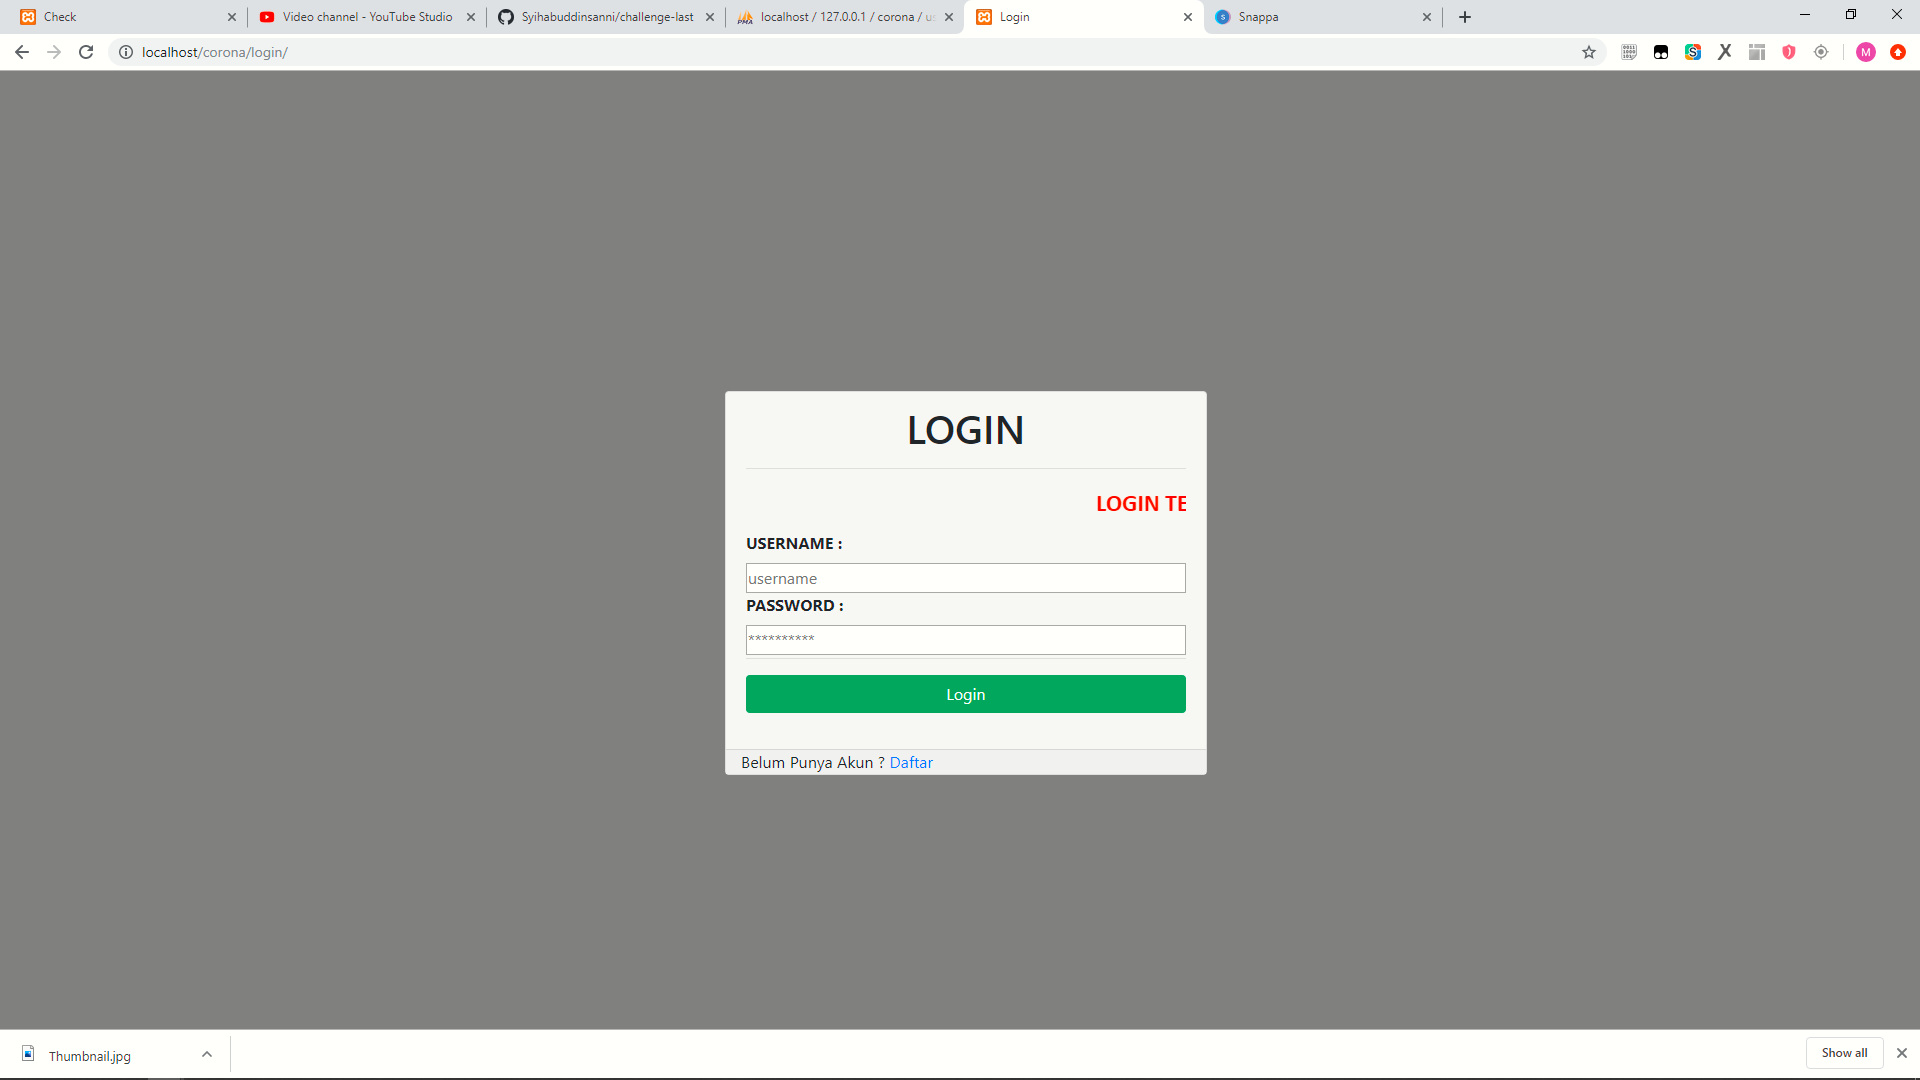 Check
Video channel - YouTube Studio
Syihabuddinsanni/challenge-last
localhost / 127.0.0.1 / corona / us
Login
Snappa
localhost/corona/login/
M
LOGIN
LOGIN TE
USERNAME :
username
PASSWORD :
**********
Login
Belum Punya Akun ? Daftar
Thumbnail.jpg
Show all